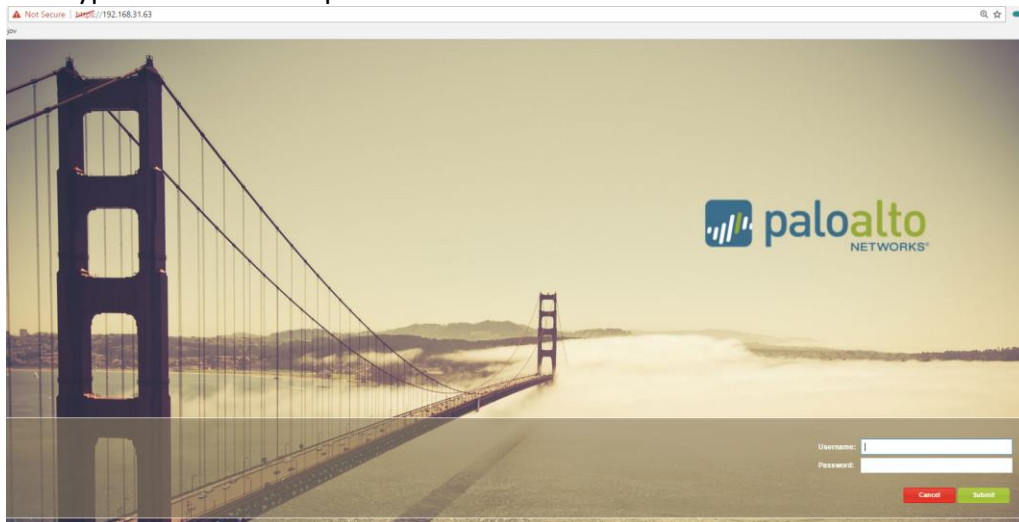 Not Secure | https://192.168.31.63
jov
paloalto
NETWORKS®
Username:
Password:
Cancel Submit